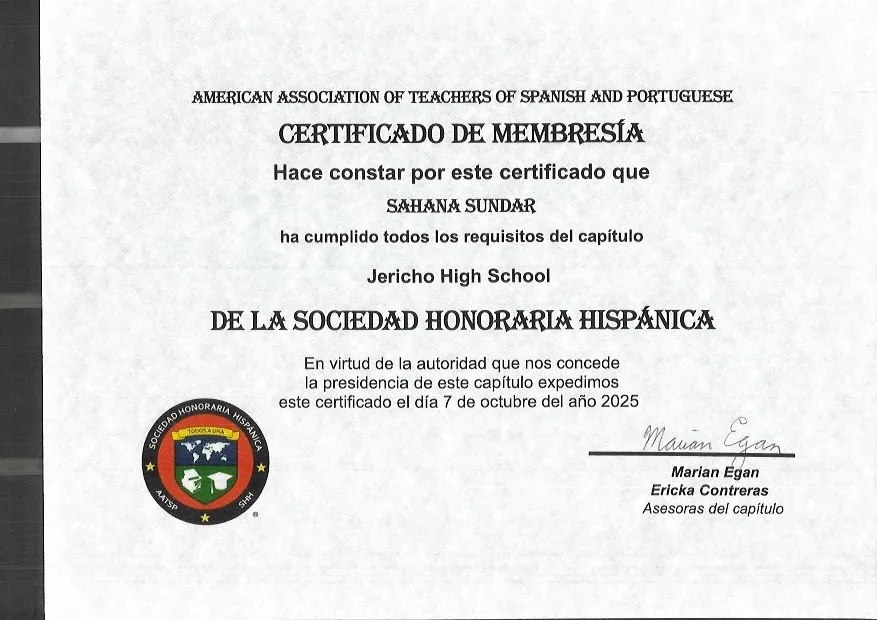 AMERICAN ASSOCIATION OF TEACHERS OF SPANISH AND PORTUGUESE
CERTIFICADO DE MEMBRESÍA
Hace constar por este certificado que
SAHANA SUNDAR
ha cumplido todos los requisitos del capítulo
Jericho High School
DE LA SOCIEDAD HONORARIA HISPÁNICA
En virtud de la autoridad que nos concede
la presidencia de este capítulo expedimos
este certificado el día 7 de octubre del año 2025
SOCIEDAD HONORARIA HISPÁNICA
TODOS A UNA
AATSP
SHH
®
Marian Egan
Marian Egan
Ericka Contreras
Asesoras del capítulo